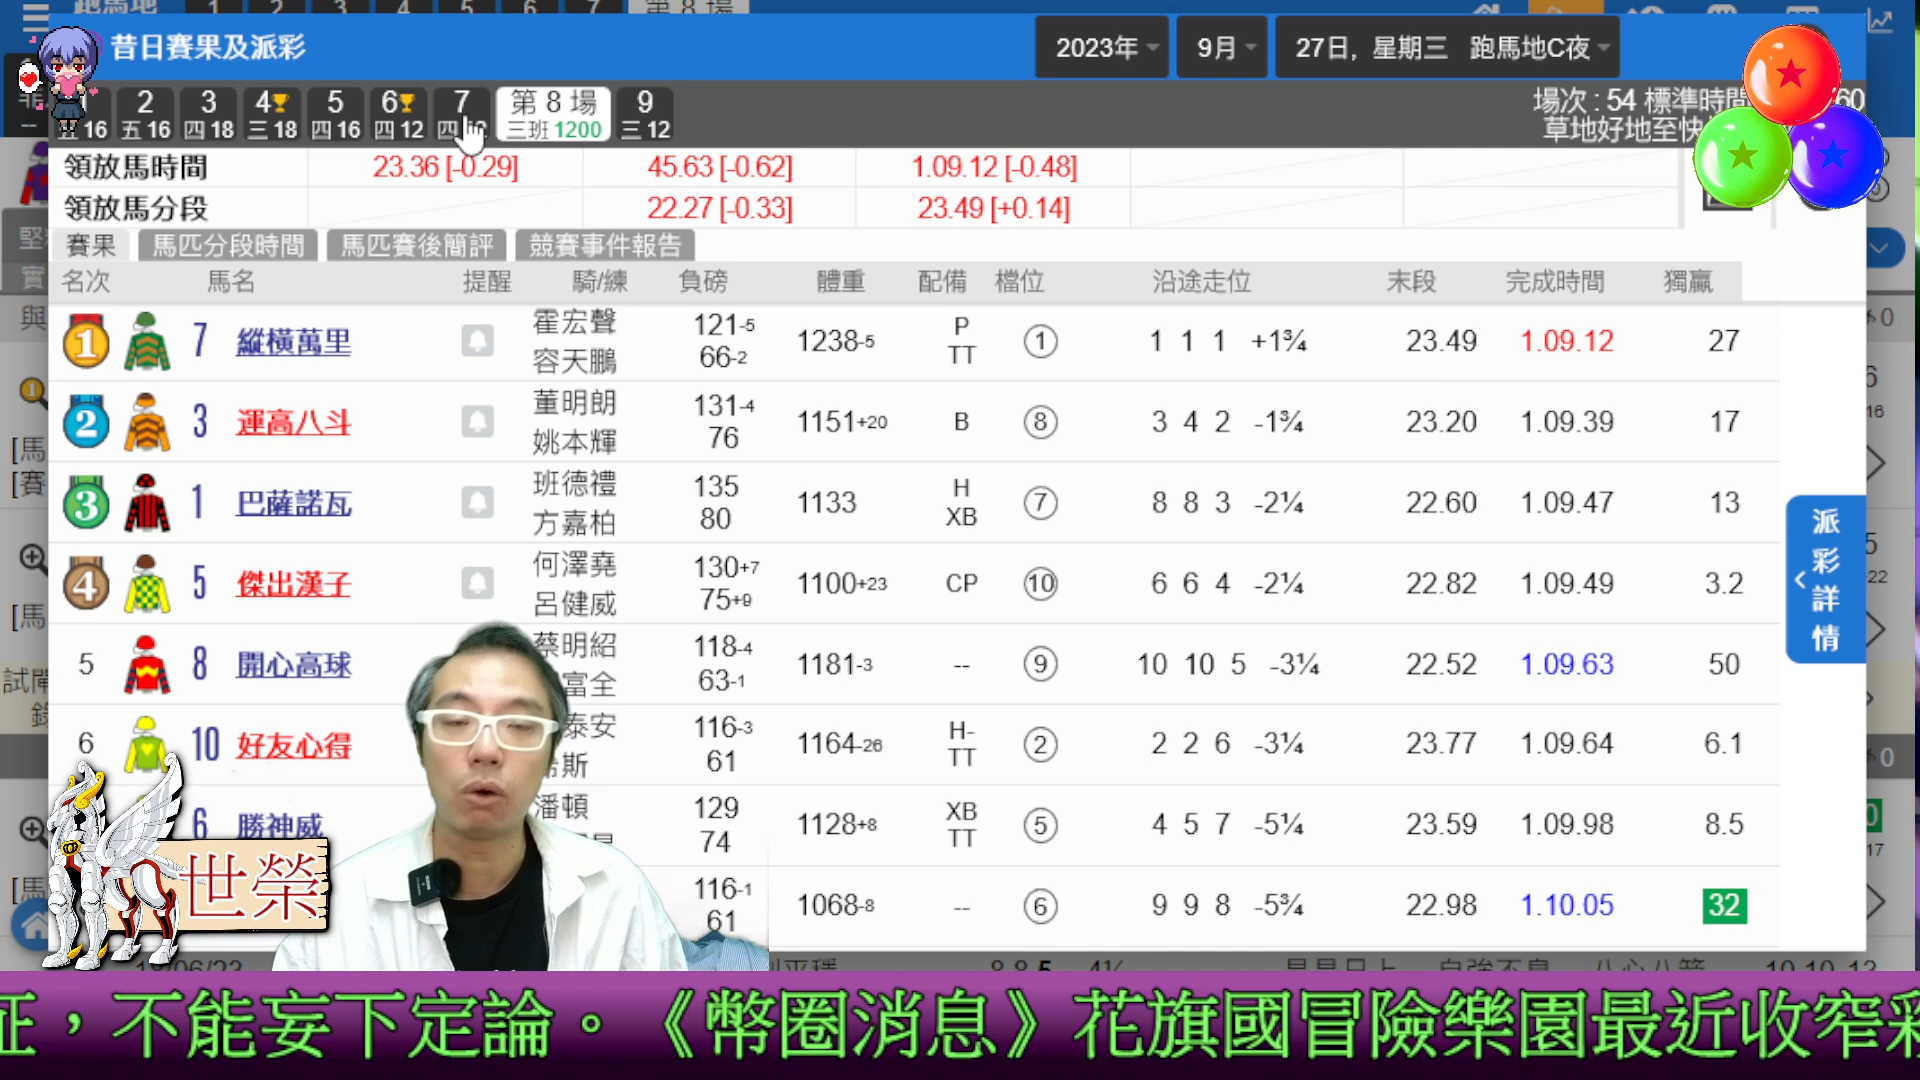 昔日賽果及派彩 2023年 9月 27日, 星期三 跑馬地C夜
2 3 4 5 6 7 第 8 場 9
五 16 四 18 三 18 四 16 四 12 三班 1200 三 12
場次 : 54 標準時間
草地好地至快
領放馬時間 23.36 [-0.29] 45.63 [-0.62] 1.09.12 [-0.48]
領放馬分段 22.27 [-0.33] 23.49 [+0.14]
賽果 馬匹分段時間 馬匹賽後簡評 競賽事件報告
名次 馬名 提醒 騎/練 負磅 體重 配備 檔位 沿途走位 末段 完成時間 獨贏
1 7 縱橫萬里 霍宏聲 容天鵬 121-5 66-2 1238-5 P TT 1 1 1 1 +1¾ 23.49 1.09.12 27
2 3 運高八斗 董明朗 姚本輝 131-4 76 1151+20 B 8 3 4 2 -1¾ 23.20 1.09.39 17
3 1 巴薩諾瓦 班德禮 方嘉柏 135 80 1133 H XB 7 8 8 3 -2¼ 22.60 1.09.47 13
4 5 傑出漢子 何澤堯 呂健威 130+7 75+9 1100+23 CP 10 6 6 4 -2¼ 22.82 1.09.49 3.2
5 8 開心高球 蔡明紹 富全 118-4 63-1 1181-3 -- 9 10 10 5 -3¼ 22.52 1.09.63 50
6 10 好友心得 泰安 希斯 116-3 61 1164-26 H- TT 2 2 2 6 -3¼ 23.77 1.09.64 6.1
6 勝神威 潘頓 129 74 1128+8 XB TT 5 4 5 7 -5¼ 23.59 1.09.98 8.5
116-1 61 1068-8 -- 6 9 9 8 -5¾ 22.98 1.10.05 32
派彩詳情
世榮
征，不能妄下定論。《幣圈消息》花旗國冒險樂園最近收窄彩